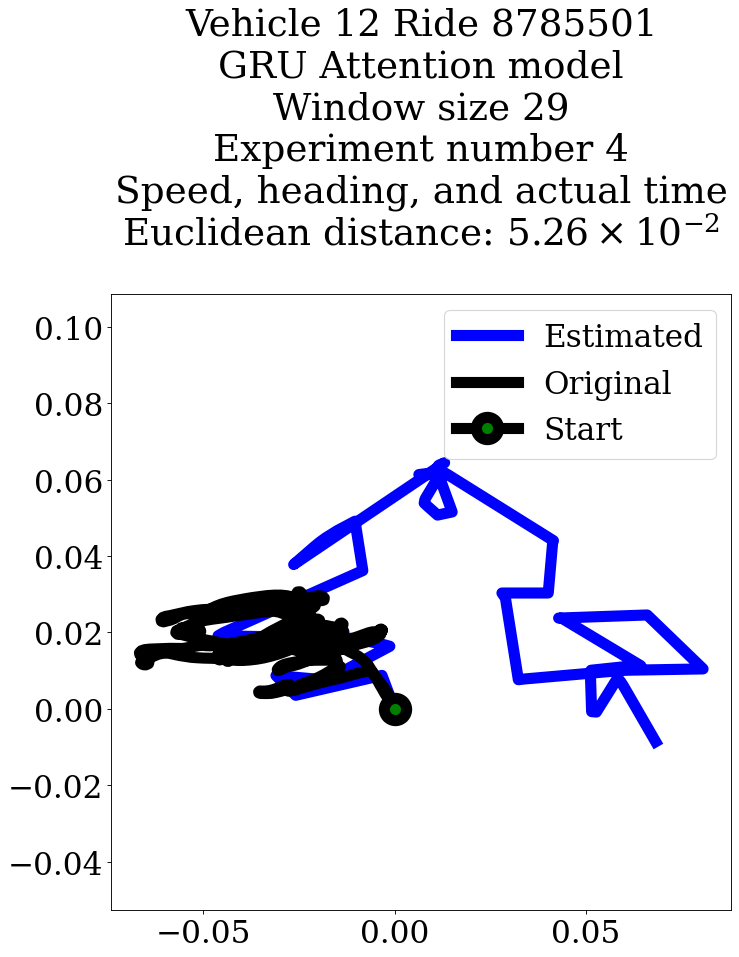 Vehicle 12 Ride 8785501
GRU Attention model
Window size 29
Experiment number 4
Speed, heading, and actual time
Euclidean distance: 5.26 × 10⁻²
Estimated
Original
Start
0.10
0.08
0.06
0.04
0.02
0.00
−0.02
−0.04
−0.05 0.00 0.05